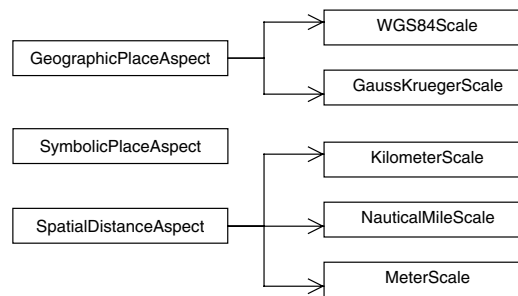 GeographicPlaceAspect
WGS84Scale
GaussKruegerScale
SymbolicPlaceAspect
SpatialDistanceAspect
KilometerScale
NauticalMileScale
MeterScale